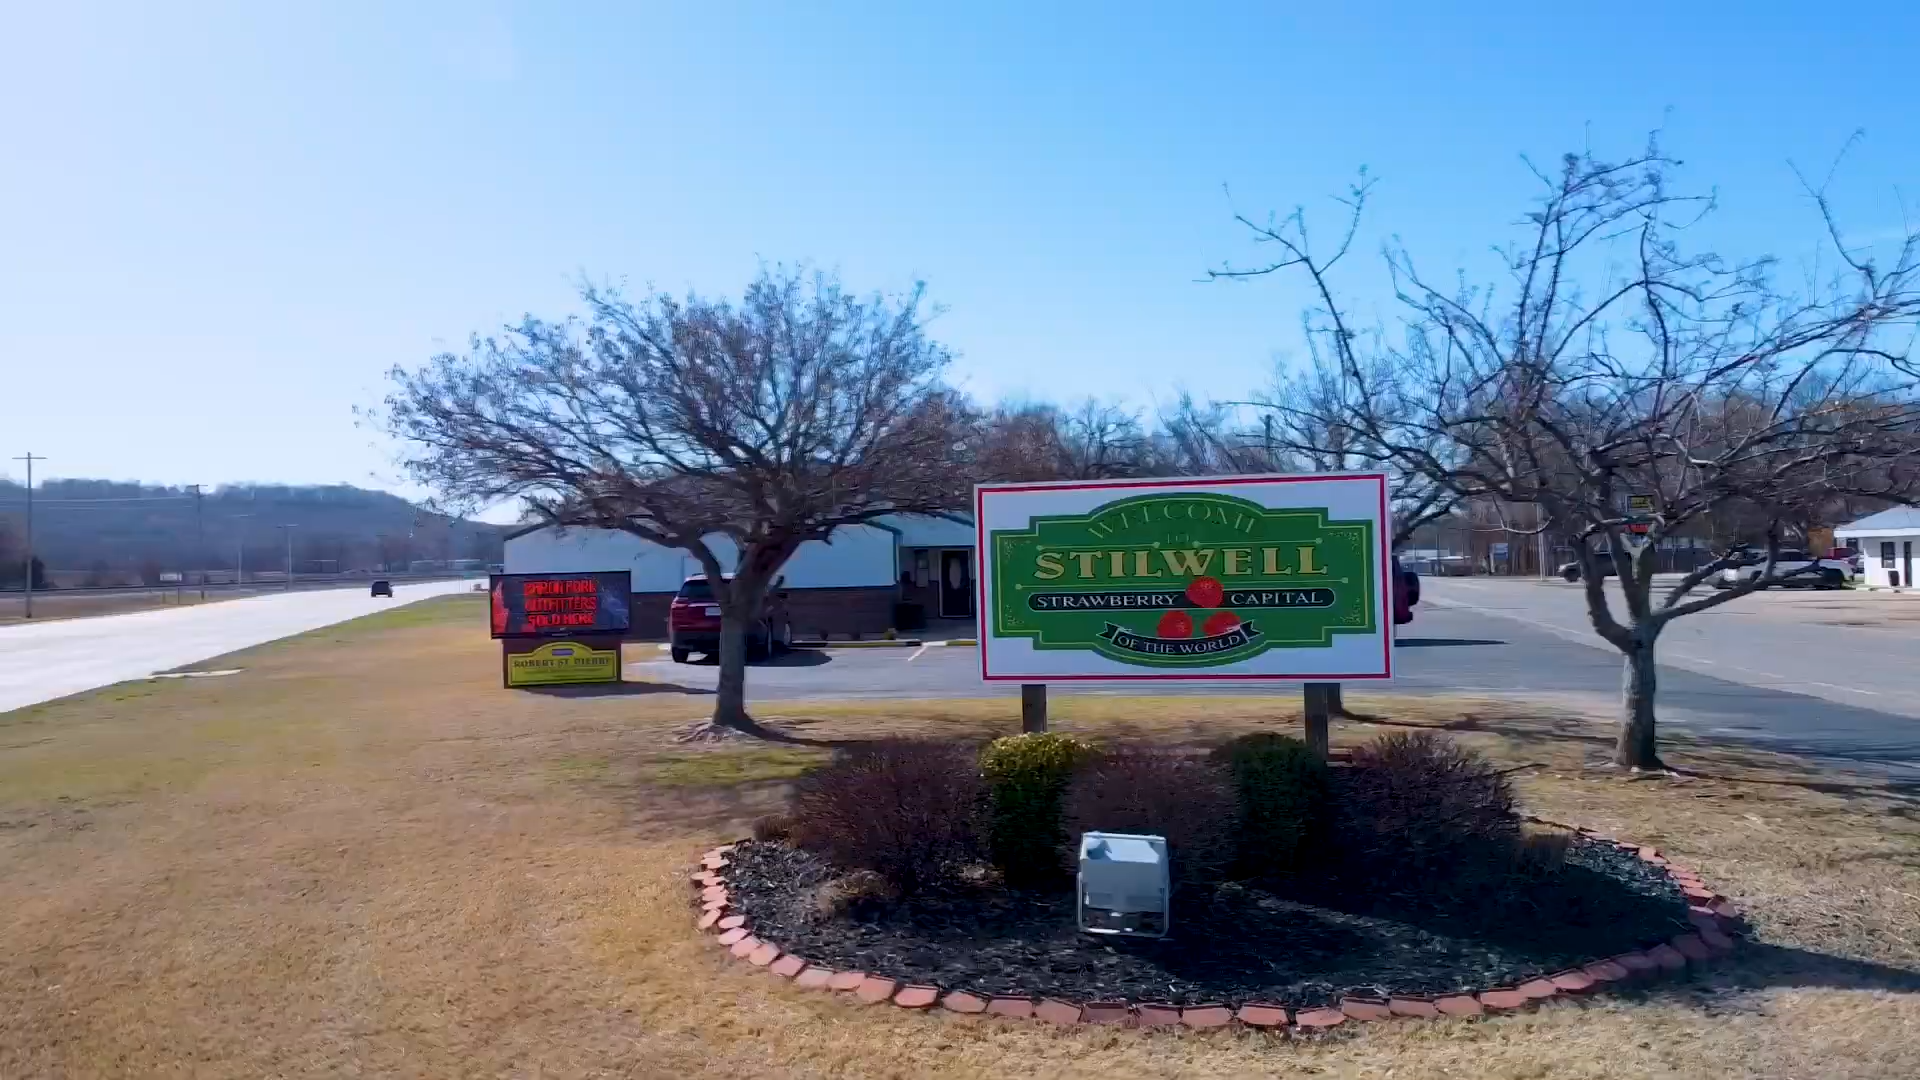 BARON FORK
OUTFITTERS
SOLD HERE
ROBERT ST. PIERRE
WELCOME
TO
STILWELL
STRAWBERRY CAPITAL
OF THE WORLD